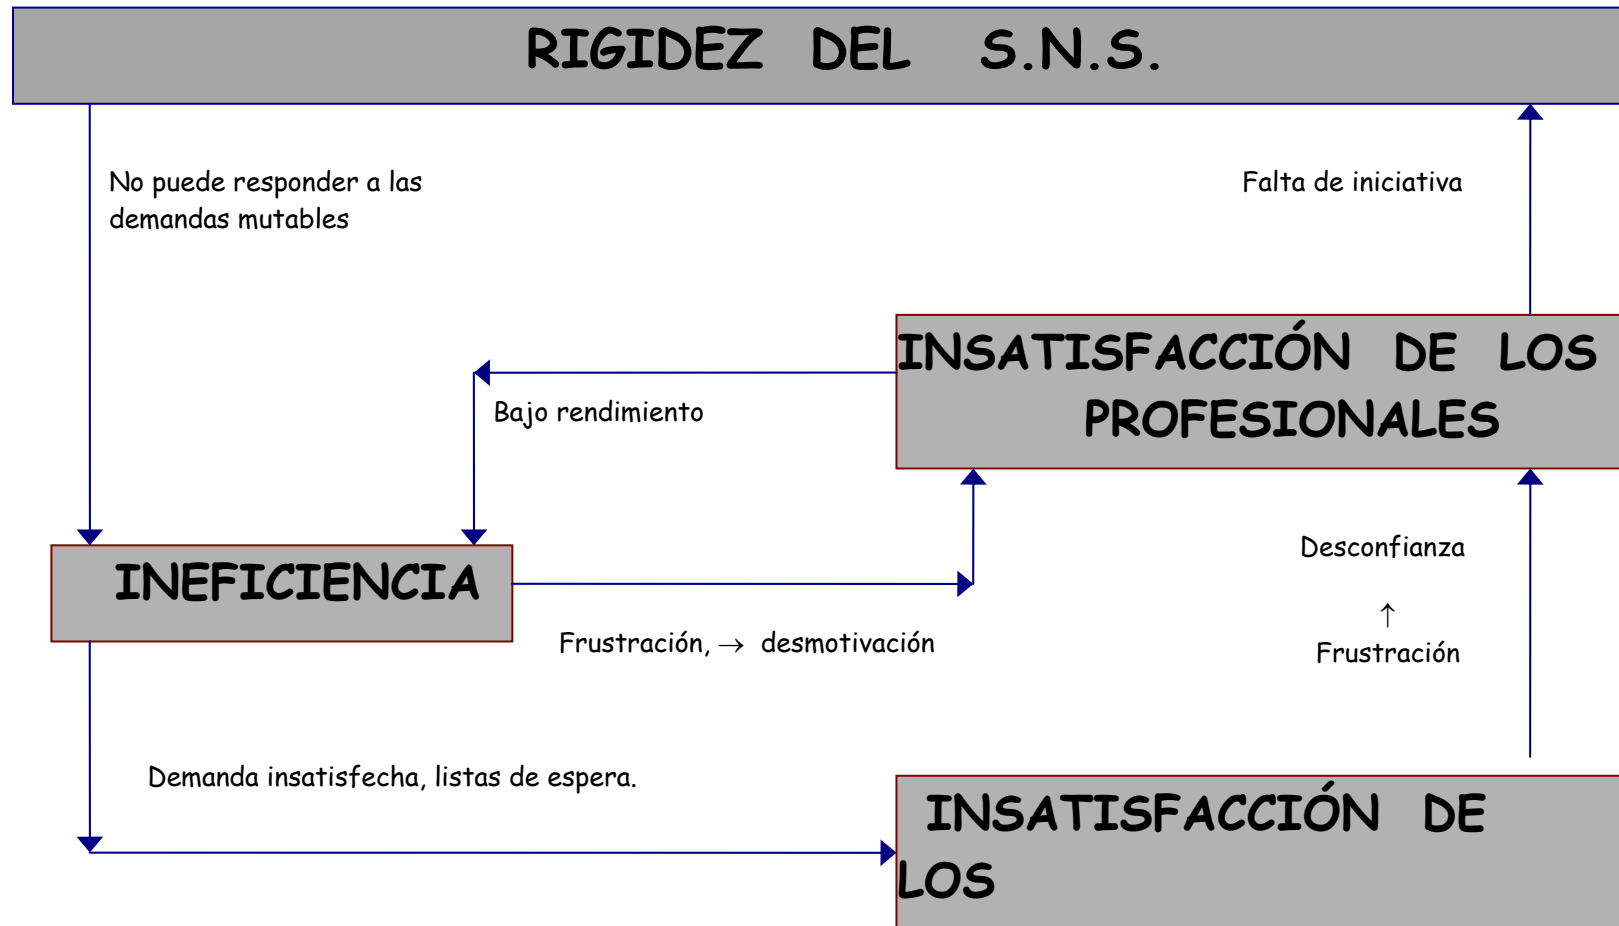 RIGIDEZ DEL S.N.S.
No puede responder a las
demandas mutables
Falta de iniciativa
INSATISFACCIÓN DE LOS
PROFESIONALES
Bajo rendimiento
INEFICIENCIA
Frustración, → desmotivación
Desconfianza
↑
Frustración
Demanda insatisfecha, listas de espera.
INSATISFACCIÓN DE
LOS